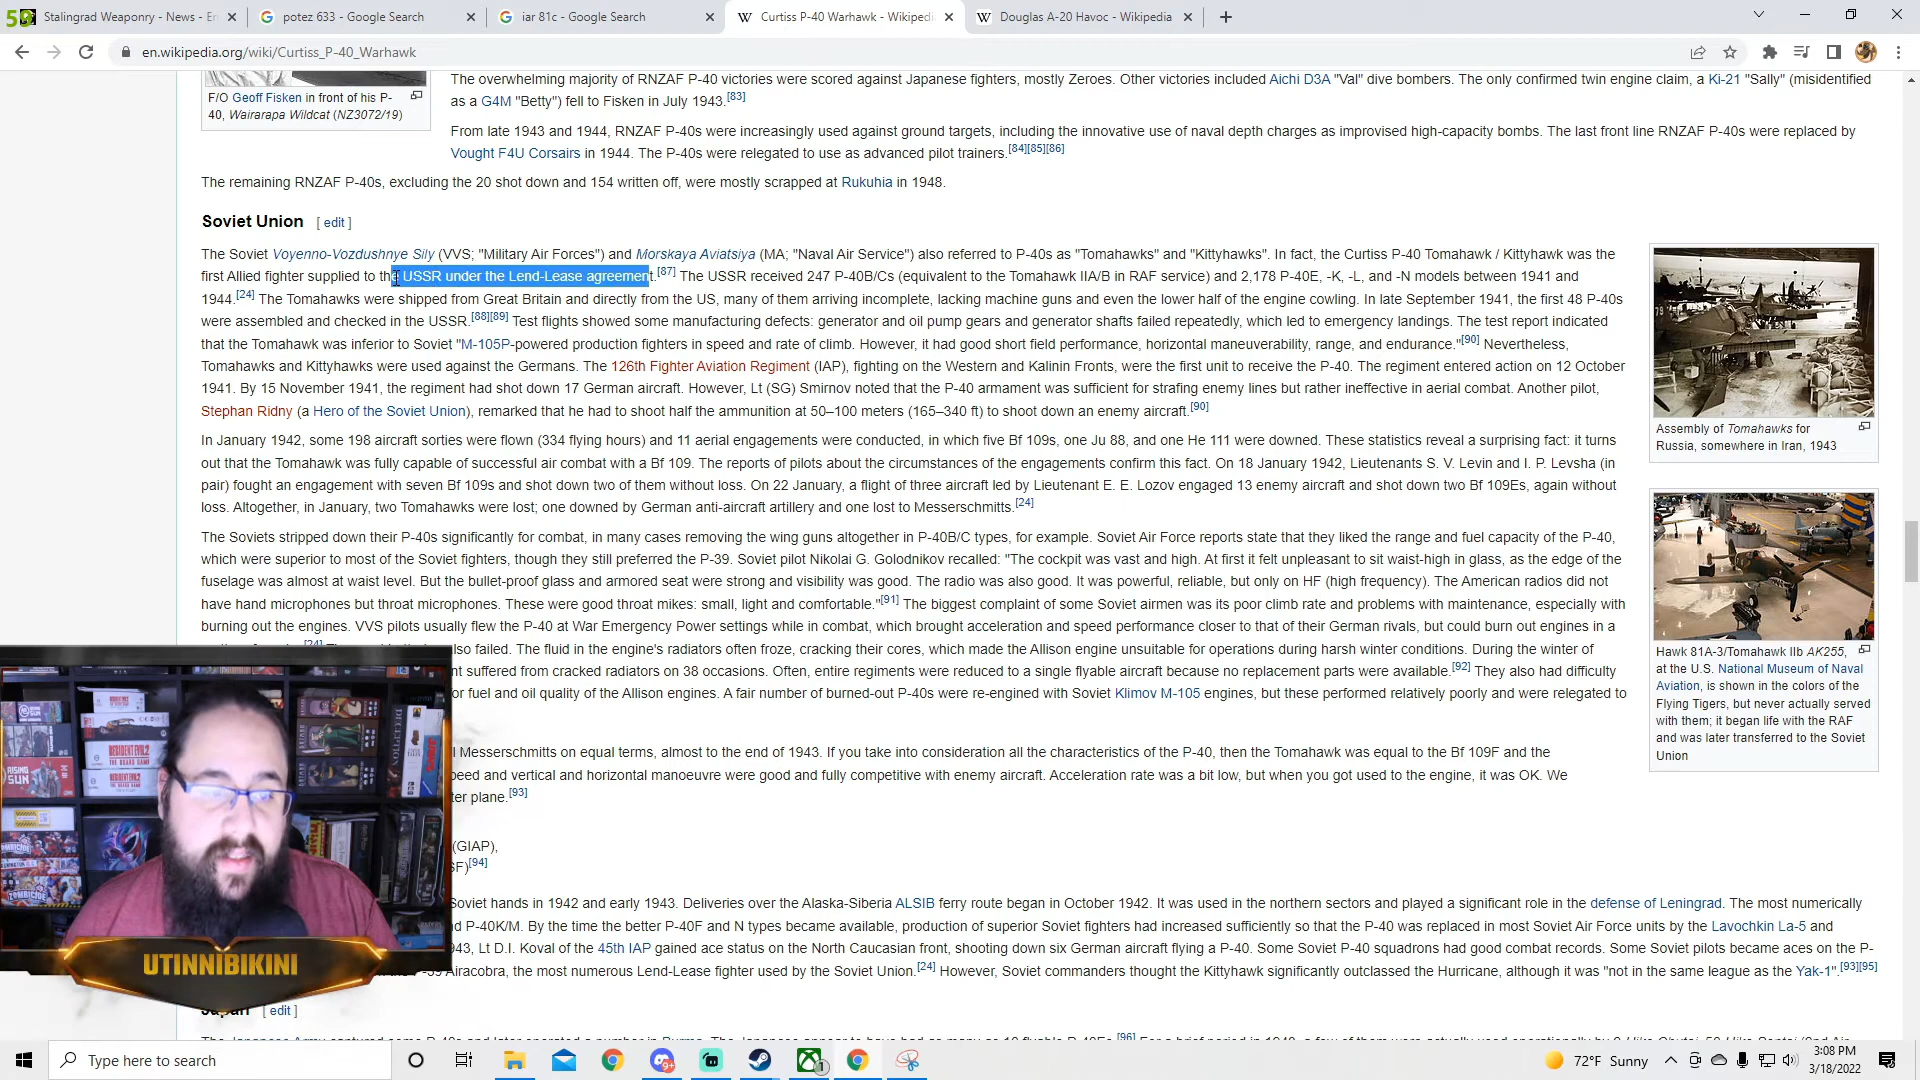 59
Stalingrad Weaponry - News - En
potez 633 - Google Search
iar 81c - Google Search
Curtiss P-40 Warhawk - Wikipedi
Douglas A-20 Havoc - Wikipedia
en.wikipedia.org/wiki/Curtiss_P-40_Warhawk
F/O Geoff Fisken in front of his P-
40, Wairarapa Wildcat (NZ3072/19)
The overwhelming majority of RNZAF P-40 victories were scored against Japanese fighters, mostly Zeroes. Other victories included Aichi D3A "Val" dive bombers. The only confirmed twin engine claim, a Ki-21 "Sally" (misidentified
as a G4M "Betty") fell to Fisken in July 1943.[83]
From late 1943 and 1944, RNZAF P-40s were increasingly used against ground targets, including the innovative use of naval depth charges as improvised high-capacity bombs. The last front line RNZAF P-40s were replaced by
Vought F4U Corsairs in 1944. The P-40s were relegated to use as advanced pilot trainers.[84][85][86]
The remaining RNZAF P-40s, excluding the 20 shot down and 154 written off, were mostly scrapped at Rukuhia in 1948.
Soviet Union [ edit ]
The Soviet Voyenno-Vozdushnye Sily (VVS; "Military Air Forces") and Morskaya Aviatsiya (MA; "Naval Air Service") also referred to P-40s as "Tomahawks" and "Kittyhawks". In fact, the Curtiss P-40 Tomahawk / Kittyhawk was the
first Allied fighter supplied to the USSR under the Lend-Lease agreement.[87] The USSR received 247 P-40B/Cs (equivalent to the Tomahawk IIA/B in RAF service) and 2,178 P-40E, -K, -L, and -N models between 1941 and
1944.[24] The Tomahawks were shipped from Great Britain and directly from the US, many of them arriving incomplete, lacking machine guns and even the lower half of the engine cowling. In late September 1941, the first 48 P-40s
were assembled and checked in the USSR.[88][89] Test flights showed some manufacturing defects: generator and oil pump gears and generator shafts failed repeatedly, which led to emergency landings. The test report indicated
that the Tomahawk was inferior to Soviet "M-105P-powered production fighters in speed and rate of climb. However, it had good short field performance, horizontal maneuverability, range, and endurance."[90] Nevertheless,
Tomahawks and Kittyhawks were used against the Germans. The 126th Fighter Aviation Regiment (IAP), fighting on the Western and Kalinin Fronts, were the first unit to receive the P-40. The regiment entered action on 12 October
1941. By 15 November 1941, the regiment had shot down 17 German aircraft. However, Lt (SG) Smirnov noted that the P-40 armament was sufficient for strafing enemy lines but rather ineffective in aerial combat. Another pilot,
Stephan Ridny (a Hero of the Soviet Union), remarked that he had to shoot half the ammunition at 50–100 meters (165–340 ft) to shoot down an enemy aircraft.[90]
Assembly of Tomahawks for
Russia, somewhere in Iran, 1943
In January 1942, some 198 aircraft sorties were flown (334 flying hours) and 11 aerial engagements were conducted, in which five Bf 109s, one Ju 88, and one He 111 were downed. These statistics reveal a surprising fact: it turns
out that the Tomahawk was fully capable of successful air combat with a Bf 109. The reports of pilots about the circumstances of the engagements confirm this fact. On 18 January 1942, Lieutenants S. V. Levin and I. P. Levsha (in
pair) fought an engagement with seven Bf 109s and shot down two of them without loss. On 22 January, a flight of three aircraft led by Lieutenant E. E. Lozov engaged 13 enemy aircraft and shot down two Bf 109Es, again without
loss. Altogether, in January, two Tomahawks were lost; one downed by German anti-aircraft artillery and one lost to Messerschmitts.[24]
The Soviets stripped down their P-40s significantly for combat, in many cases removing the wing guns altogether in P-40B/C types, for example. Soviet Air Force reports state that they liked the range and fuel capacity of the P-40,
which were superior to most of the Soviet fighters, though they still preferred the P-39. Soviet pilot Nikolai G. Golodnikov recalled: "The cockpit was vast and high. At first it felt unpleasant to sit waist-high in glass, as the edge of the
fuselage was almost at waist level. But the bullet-proof glass and armored seat were strong and visibility was good. The radio was also good. It was powerful, reliable, but only on HF (high frequency). The American radios did not
have hand microphones but throat microphones. These were good throat mikes: small, light and comfortable."[91] The biggest complaint of some Soviet airmen was its poor climb rate and problems with maintenance, especially with
burning out the engines. VVS pilots usually flew the P-40 at War Emergency Power settings while in combat, which brought acceleration and speed performance closer to that of their German rivals, but could burn out engines in a
also failed. The fluid in the engine's radiators often froze, cracking their cores, which made the Allison engine unsuitable for operations during harsh winter conditions. During the winter of
nt suffered from cracked radiators on 38 occasions. Often, entire regiments were reduced to a single flyable aircraft because no replacement parts were available.[92] They also had difficulty
or fuel and oil quality of the Allison engines. A fair number of burned-out P-40s were re-engined with Soviet Klimov M-105 engines, but these performed relatively poorly and were relegated to
Hawk 81A-3/Tomahawk IIb AK255,
at the U.S. National Museum of Naval
Aviation, is shown in the colors of the
Flying Tigers, but never actually served
with them; it began life with the RAF
and was later transferred to the Soviet
Union
l Messerschmitts on equal terms, almost to the end of 1943. If you take into consideration all the characteristics of the P-40, then the Tomahawk was equal to the Bf 109F and the
peed and vertical and horizontal manoeuvre were good and fully competitive with enemy aircraft. Acceleration rate was a bit low, but when you got used to the engine, it was OK. We
ter plane.[93]
(GIAP),
SF)[94]
Soviet hands in 1942 and early 1943. Deliveries over the Alaska-Siberia ALSIB ferry route began in October 1942. It was used in the northern sectors and played a significant role in the defense of Leningrad. The most numerically
d P-40K/M. By the time the better P-40F and N types became available, production of superior Soviet fighters had increased sufficiently so that the P-40 was replaced in most Soviet Air Force units by the Lavochkin La-5 and
943, Lt D.I. Koval of the 45th IAP gained ace status on the North Caucasian front, shooting down six German aircraft flying a P-40. Some Soviet P-40 squadrons had good combat records. Some Soviet pilots became aces on the P-
P-39 Airacobra, the most numerous Lend-Lease fighter used by the Soviet Union.[24] However, Soviet commanders thought the Kittyhawk significantly outclassed the Hurricane, although it was "not in the same league as the Yak-1".[93][95]
Japan [ edit ]
RISING SUN
RESIDENT EVIL 2
RESIDENT EVIL 2
ZOMBICIDE
UTINNIBIKINI
Type here to search
9+
1
72°F Sunny
3:08 PM
3/18/2022